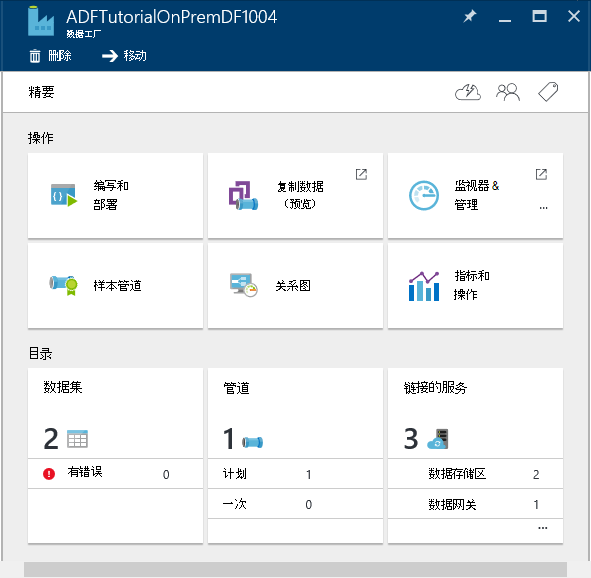 ADFTutorialOnPremDF1004
数据工厂
删除
移动
精要
操作
编写和
部署
复制数据
（预览）
监视器 &
管理
...
样本管道
关系图
指标和
操作
目录
数据集
2
有错误 0
管道
1
计划 1
一次 0
链接的服务
3
数据存储区 2
数据网关 1
...